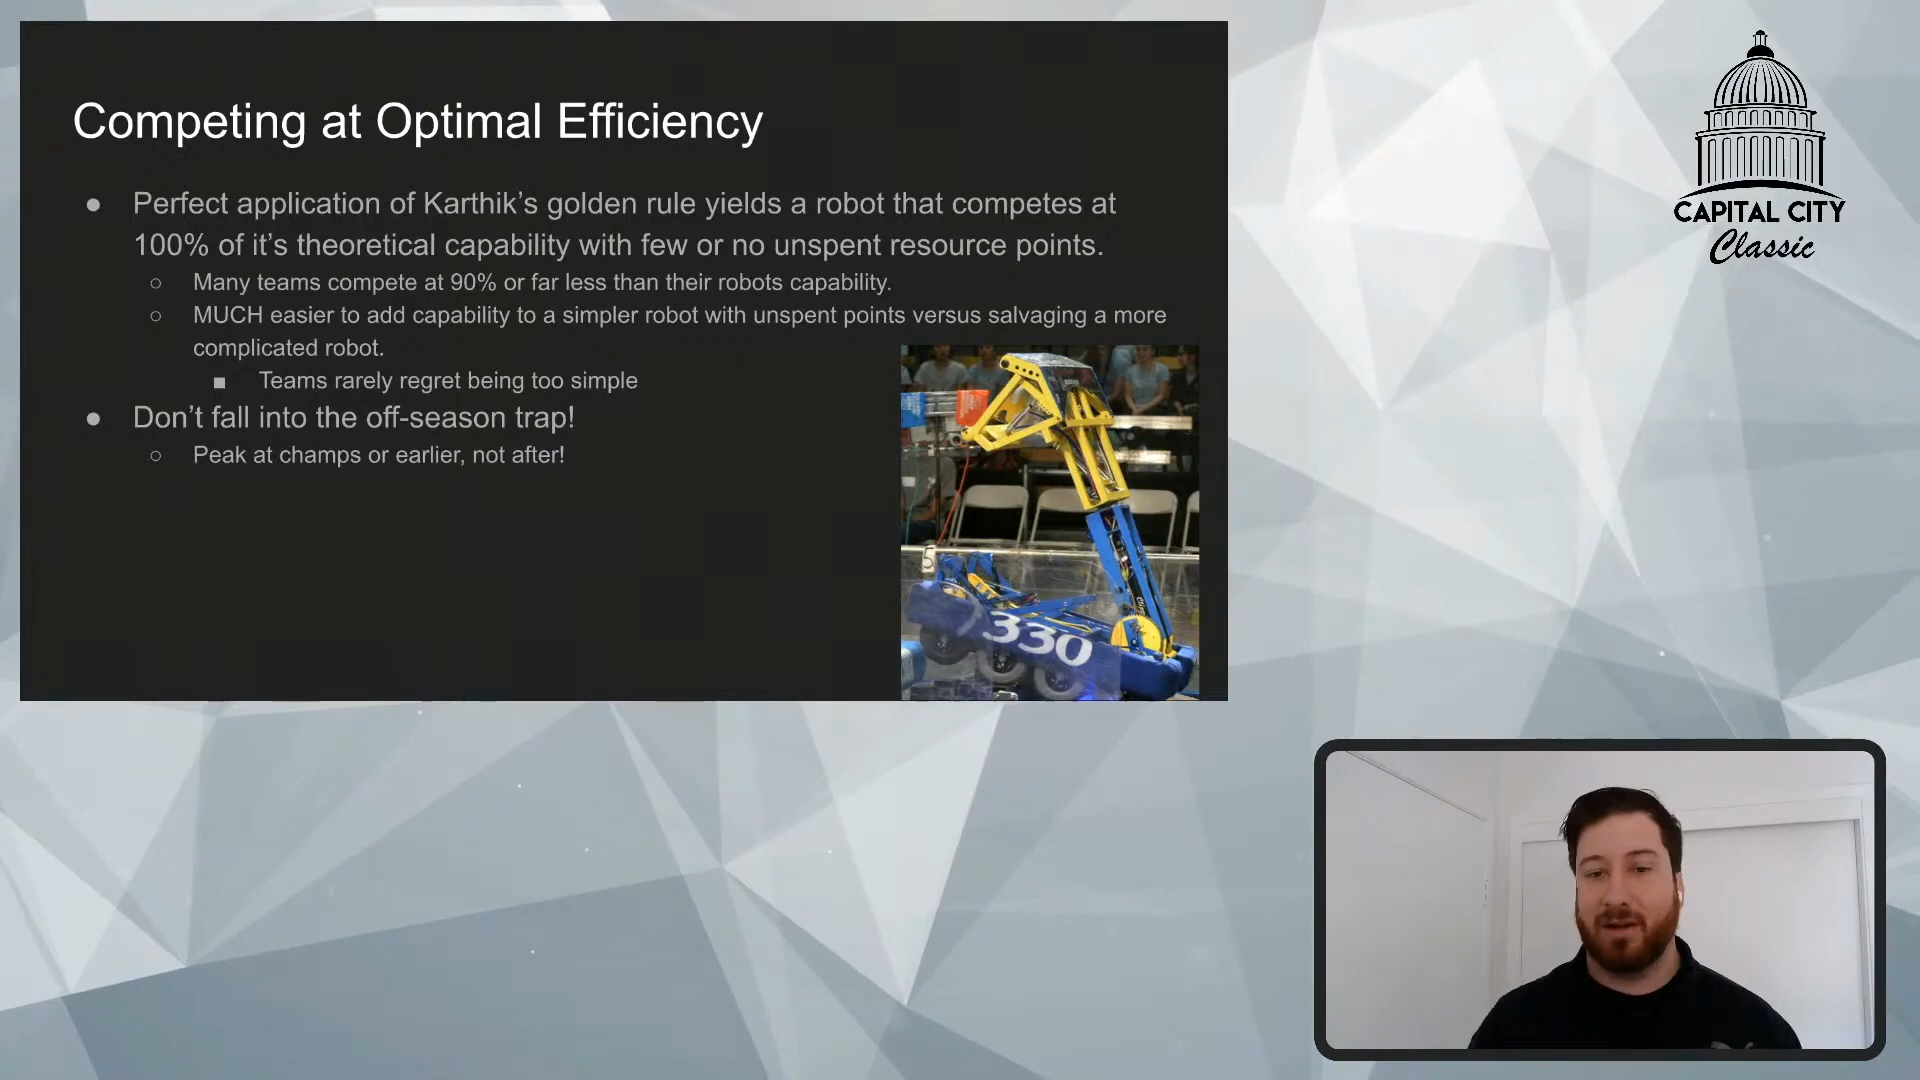 Competing at Optimal Efficiency
● Perfect application of Karthik’s golden rule yields a robot that competes at
100% of it’s theoretical capability with few or no unspent resource points.
○ Many teams compete at 90% or far less than their robots capability.
○ MUCH easier to add capability to a simpler robot with unspent points versus salvaging a more
complicated robot.
■ Teams rarely regret being too simple
● Don’t fall into the off-season trap!
○ Peak at champs or earlier, not after!
5
330
CAPITAL CITY
Classic